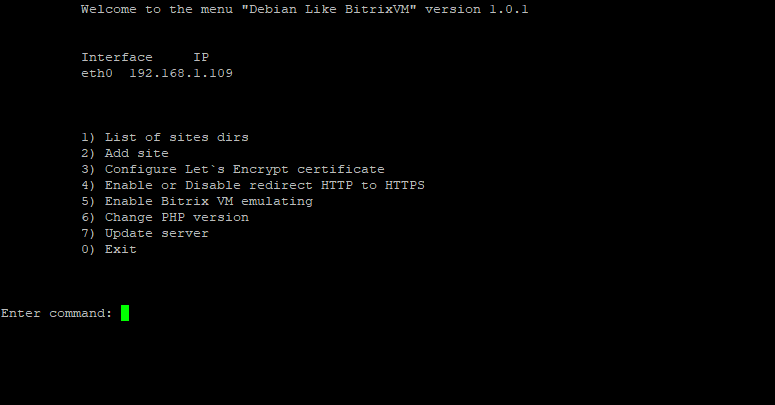 Welcome to the menu "Debian Like BitrixVM" version 1.0.1
Interface IP
eth0 192.168.1.109
1) List of sites dirs
2) Add site
3) Configure Let`s Encrypt certificate
4) Enable or Disable redirect HTTP to HTTPS
5) Enable Bitrix VM emulating
6) Change PHP version
7) Update server
0) Exit
Enter command: